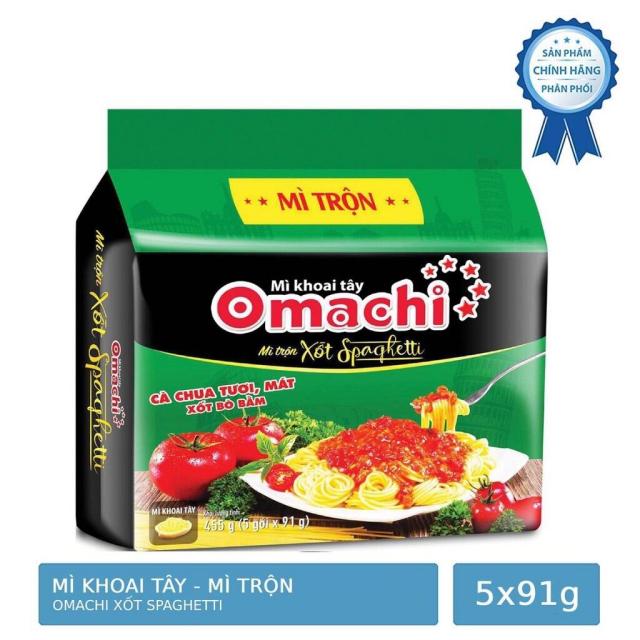 SẢN PHẨM
CHÍNH HÃNG
PHÂN PHỐI
MÌ TRỘN
Mì khoai tây
Omachi
Mì trộn Xốt Spaghetti
CÀ CHUA TƯƠI, MÁT
XỐT BÒ BẰM
Mì trộn Xốt Spaghetti
Omachi
MÌ KHOAI TÂY
455 g (5 gói x 91 g)
MÌ KHOAI TÂY - MÌ TRỘN
OMACHI XỐT SPAGHETTI
5x91g